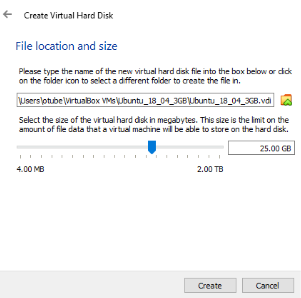 Create Virtual Hard Disk
File location and size
Please type the name of the new virtual hard disk file into the box below or click
on the folder icon to select a different folder to create the file in.
\Users\otube\VirtualBox VMs\Ubuntu_18_04_3GB\Ubuntu_18_04_3GB.vdi
Select the size of the virtual hard disk in megabytes. This size is the limit on the
amount of file data that a virtual machine will be able to store on the hard disk.
25.00 GB
4.00 MB 2.00 TB
Create Cancel